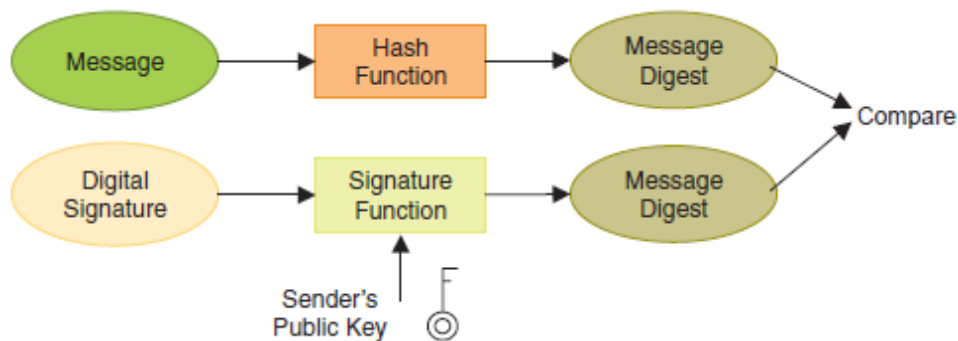 Message
Hash
Function
Message
Digest
Compare
Digital
Signature
Signature
Function
Message
Digest
Sender's
Public Key